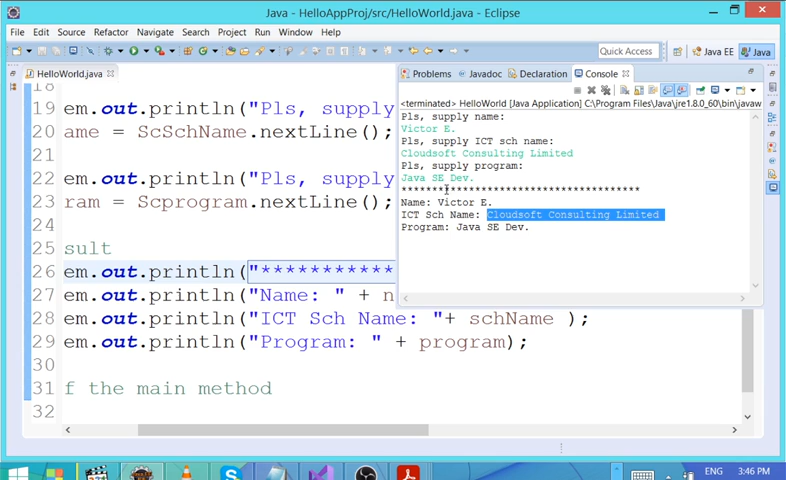 Java - HelloAppProj/src/HelloWorld.java - Eclipse
File Edit Source Refactor Navigate Search Project Run Window Help
Quick Access Java EE Java
HelloWorld.java
Problems Javadoc Declaration Console
<terminated> HelloWorld [Java Application] C:\Program Files\Java\jre1.8.0_60\bin\javaw
Pls, supply name:
Victor E.
Pls, supply ICT sch name:
Cloudsoft Consulting Limited
Pls, supply program:
Java SE Dev.
***************************************
Name: Victor E.
ICT Sch Name: Cloudsoft Consulting Limited
Program: Java SE Dev.
18
19 em.out.println("Pls, supply
20 ame = ScSchName.nextLine();
21
22 em.out.println("Pls, supply
23 ram = Scprogram.nextLine();
24
25 sult
26 em.out.println("***********
27 em.out.println("Name: " + n
28 em.out.println("ICT Sch Name: "+ schName );
29 em.out.println("Program: " + program);
30
31 f the main method
32
ENG 3:46 PM